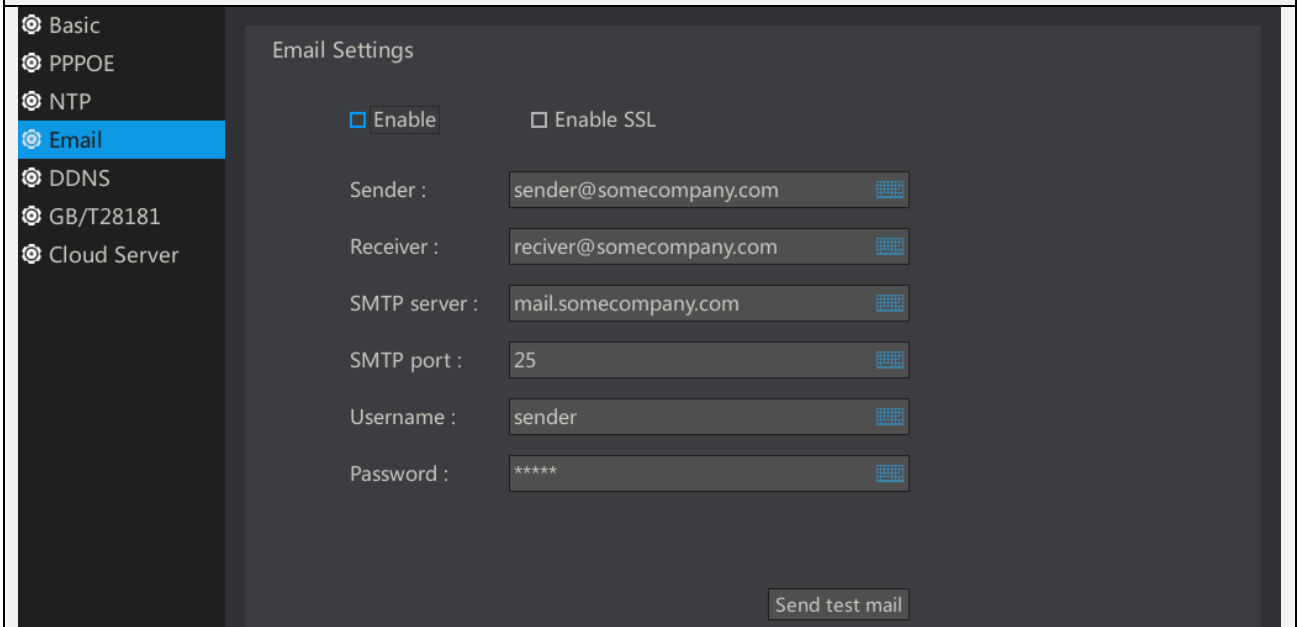 Basic
PPPOE
NTP
Email
DDNS
GB/T28181
Cloud Server
Email Settings
Enable Enable SSL
Sender : sender@somecompany.com
Receiver : reciver@somecompany.com
SMTP server : mail.somecompany.com
SMTP port : 25
Username : sender
Password : *****
Send test mail